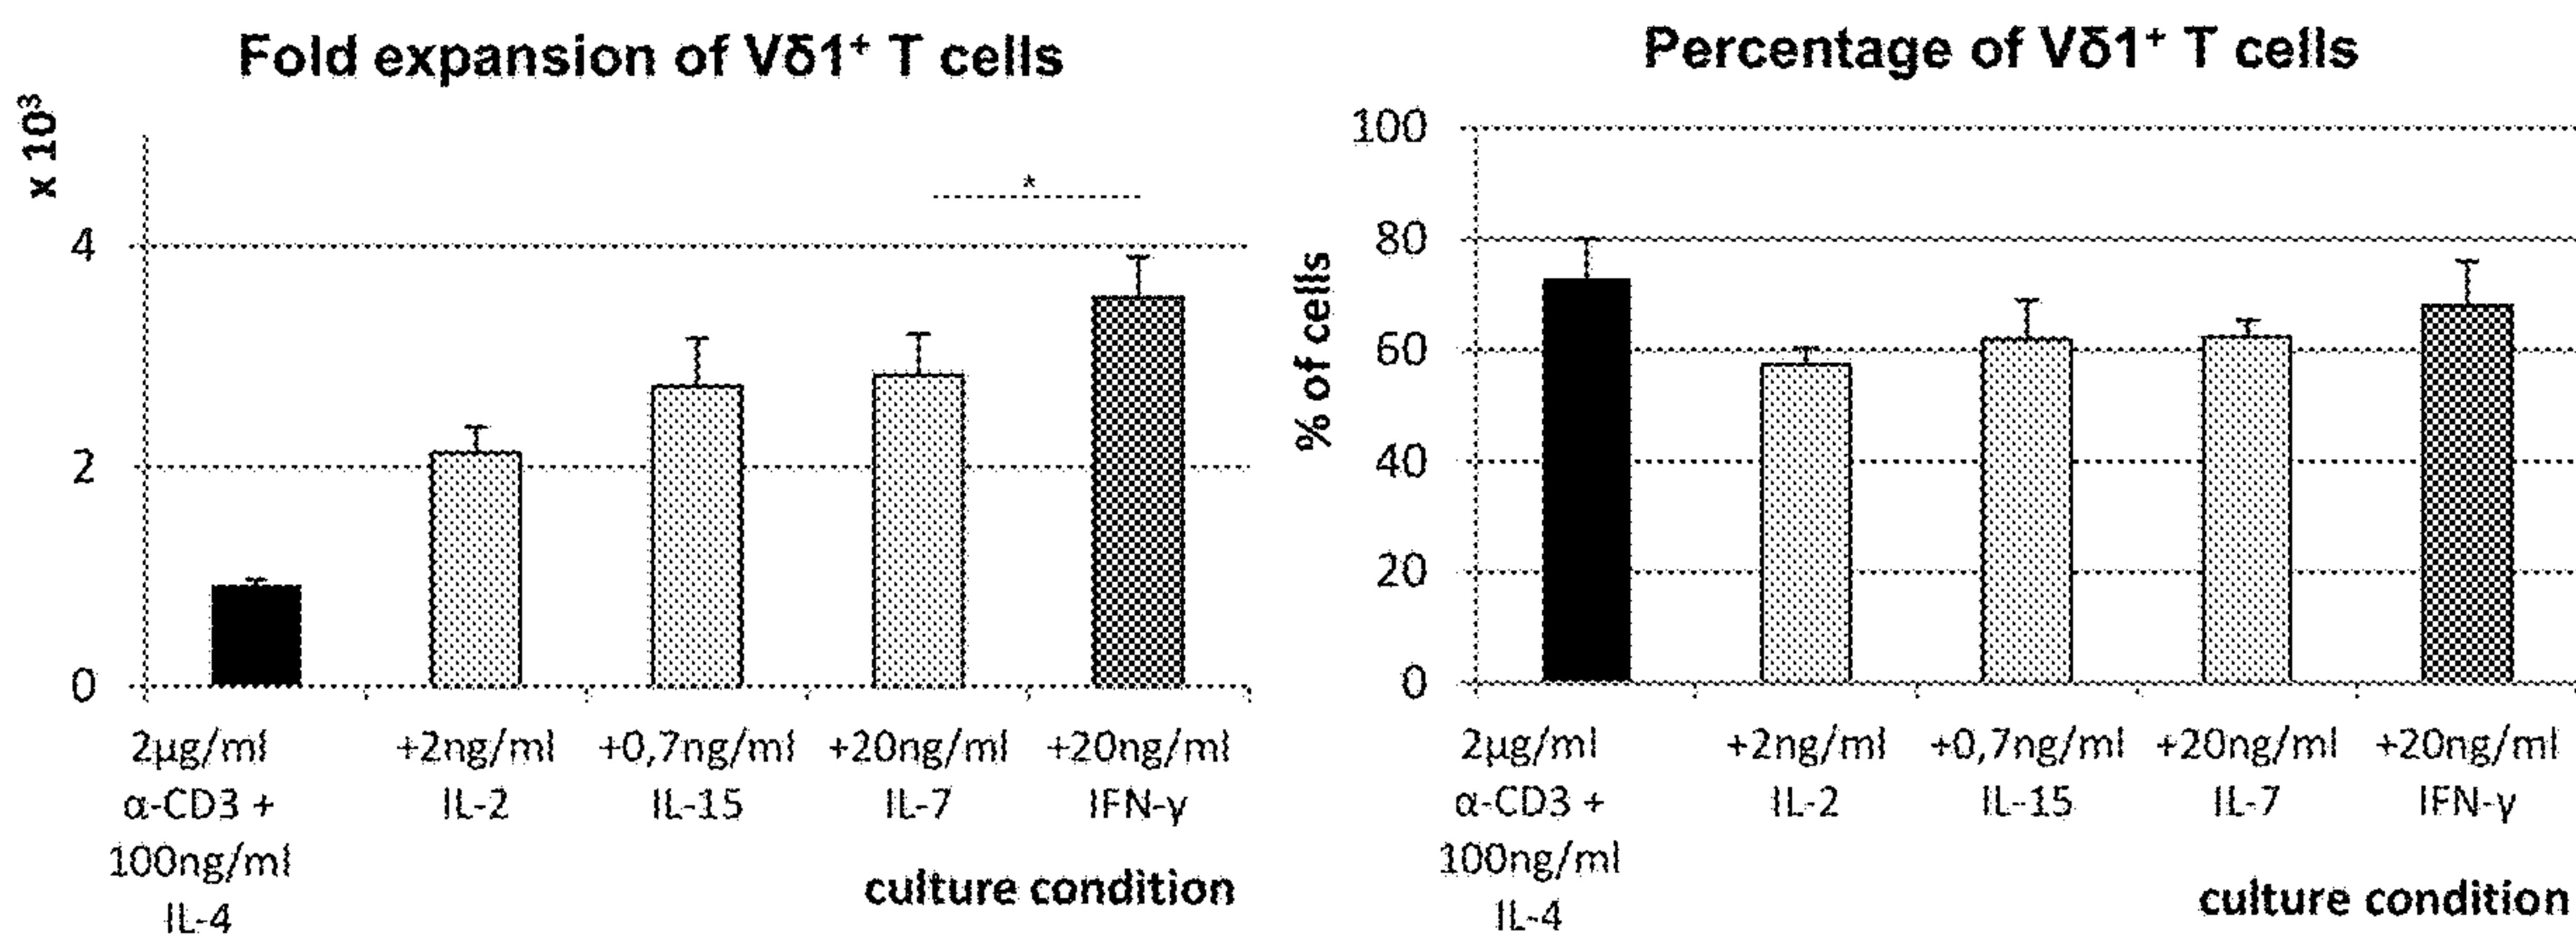 Fold expansion of Vδ1⁺ T cells
x 10³
4
2
0
*
2µg/ml
α-CD3 +
100ng/ml
IL-4
+2ng/ml
IL-2
+0,7ng/ml
IL-15
+20ng/ml
IL-7
+20ng/ml
IFN-γ
culture condition
Percentage of Vδ1⁺ T cells
% of cells
100
80
60
40
20
0
2µg/ml
α-CD3 +
100ng/ml
IL-4
+2ng/ml
IL-2
+0,7ng/ml
IL-15
+20ng/ml
IL-7
+20ng/ml
IFN-γ
culture condition